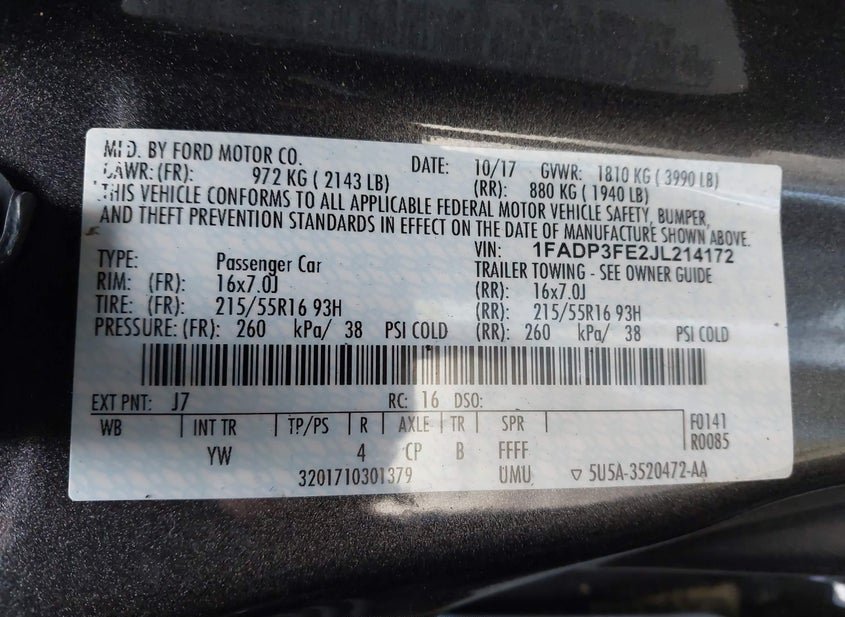 MFD. BY FORD MOTOR CO. DATE: 10/17 GVWR: 1810 KG ( 3990 LB)
GAWR: (FR): 972 KG ( 2143 LB) (RR): 880 KG ( 1940 LB)
THIS VEHICLE CONFORMS TO ALL APPLICABLE FEDERAL MOTOR VEHICLE SAFETY, BUMPER,
AND THEFT PREVENTION STANDARDS IN EFFECT ON THE DATE OF MANUFACTURE SHOWN ABOVE.
VIN: 1FADP3FE2JL214172
TYPE: Passenger Car TRAILER TOWING - SEE OWNER GUIDE
RIM: (FR): 16x7.0J (RR): 16x7.0J
TIRE: (FR): 215/55R16 93H (RR): 215/55R16 93H
PRESSURE: (FR): 260 kPa/ 38 PSI COLD (RR): 260 kPa/ 38 PSI COLD
EXT PNT: J7 RC: 16 DSO:
WB INT TR TP/PS R AXLE TR SPR F0141
R0085
YW 4 CP B FFFF
3201710301379 UMU ▽ 5U5A-3520472-AA